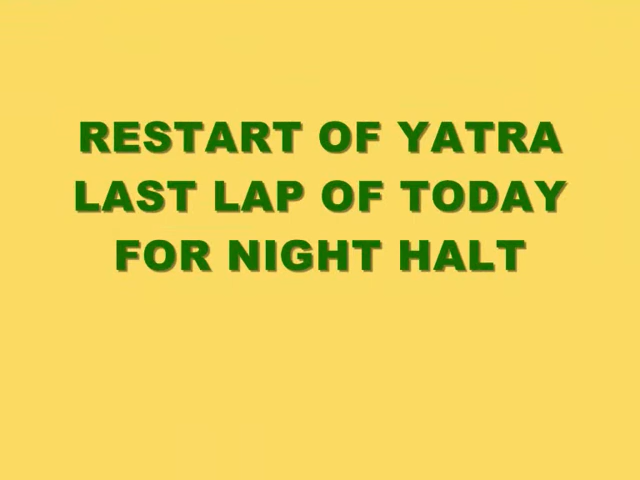 RESTART OF YATRA
LAST LAP OF TODAY
FOR NIGHT HALT